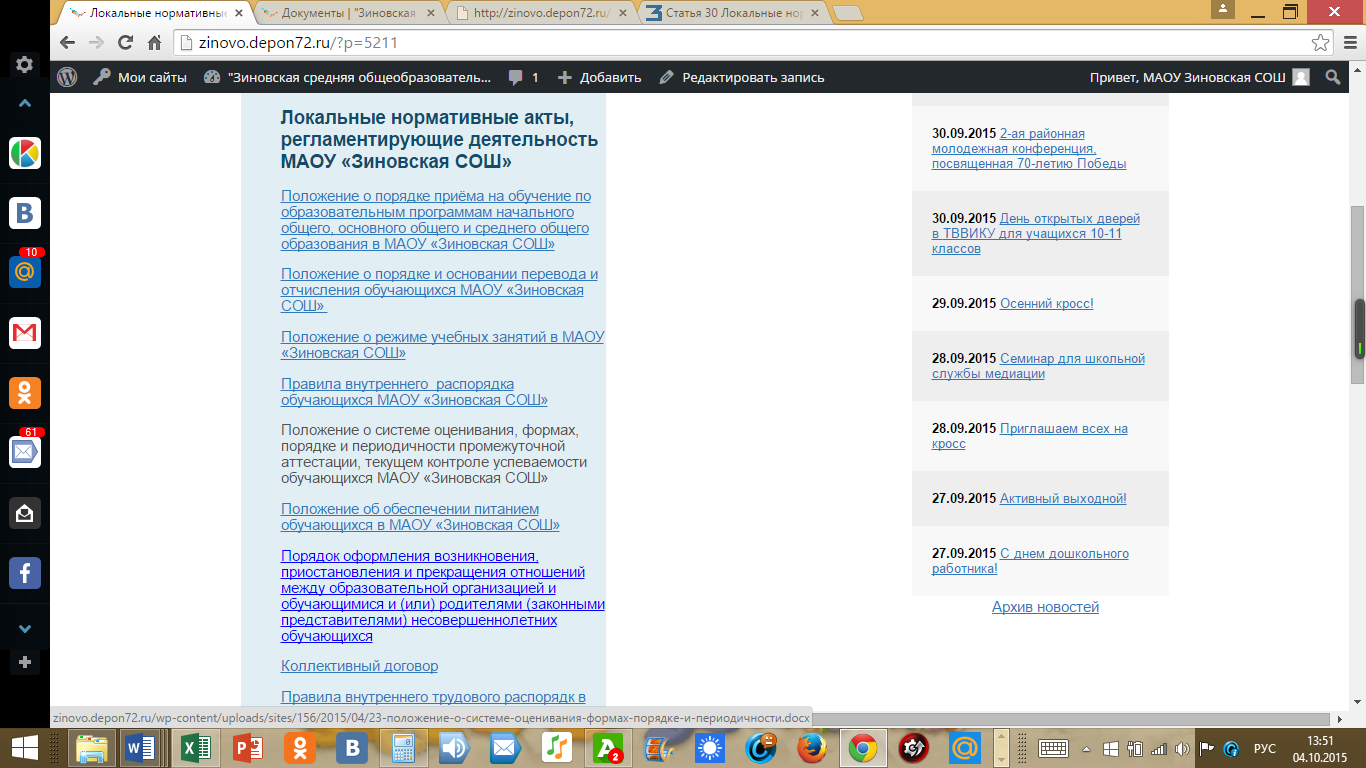 Локальные нормативные
Документы | "Зиновская
http://zinovo.depon72.ru/
Статья 30 Локальные нор
zinovo.depon72.ru/?p=5211
Мои сайты
"Зиновская средняя общеобразователь...
1
Добавить
Редактировать запись
Привет, МАОУ Зиновская СОШ
10
61
Локальные нормативные акты,
регламентирующие деятельность
МАОУ «Зиновская СОШ»
Положение о порядке приёма на обучение по
образовательным программам начального
общего, основного общего и среднего общего
образования в МАОУ «Зиновская СОШ»
Положение о порядке и основании перевода и
отчисления обучающихся МАОУ «Зиновская
СОШ»
Положение о режиме учебных занятий в МАОУ
«Зиновская СОШ»
Правила внутреннего распорядка
обучающихся МАОУ «Зиновская СОШ»
Положение о системе оценивания, формах,
порядке и периодичности промежуточной
аттестации, текущем контроле успеваемости
обучающихся МАОУ «Зиновская СОШ»
Положение об обеспечении питанием
обучающихся в МАОУ «Зиновская СОШ»
Порядок оформления возникновения,
приостановления и прекращения отношений
между образовательной организацией и
обучающимися и (или) родителями (законными
представителями) несовершеннолетних
обучающихся
Коллективный договор
Правила внутреннего трудового распорядк в
30.09.2015 2-ая районная
молодежная конференция,
посвященная 70-летию Победы
30.09.2015 День открытых дверей
в ТВВИКУ для учащихся 10-11
классов
29.09.2015 Осенний кросс!
28.09.2015 Семинар для школьной
службы медиации
28.09.2015 Приглашаем всех на
кросс
27.09.2015 Активный выходной!
27.09.2015 С днем дошкольного
работника!
Архив новостей
zinovo.depon72.ru/wp-content/uploads/sites/156/2015/04/23-положение-о-системе-оценивания-формах-порядке-и-периодичности.docx
2
РУС
13:51
04.10.2015